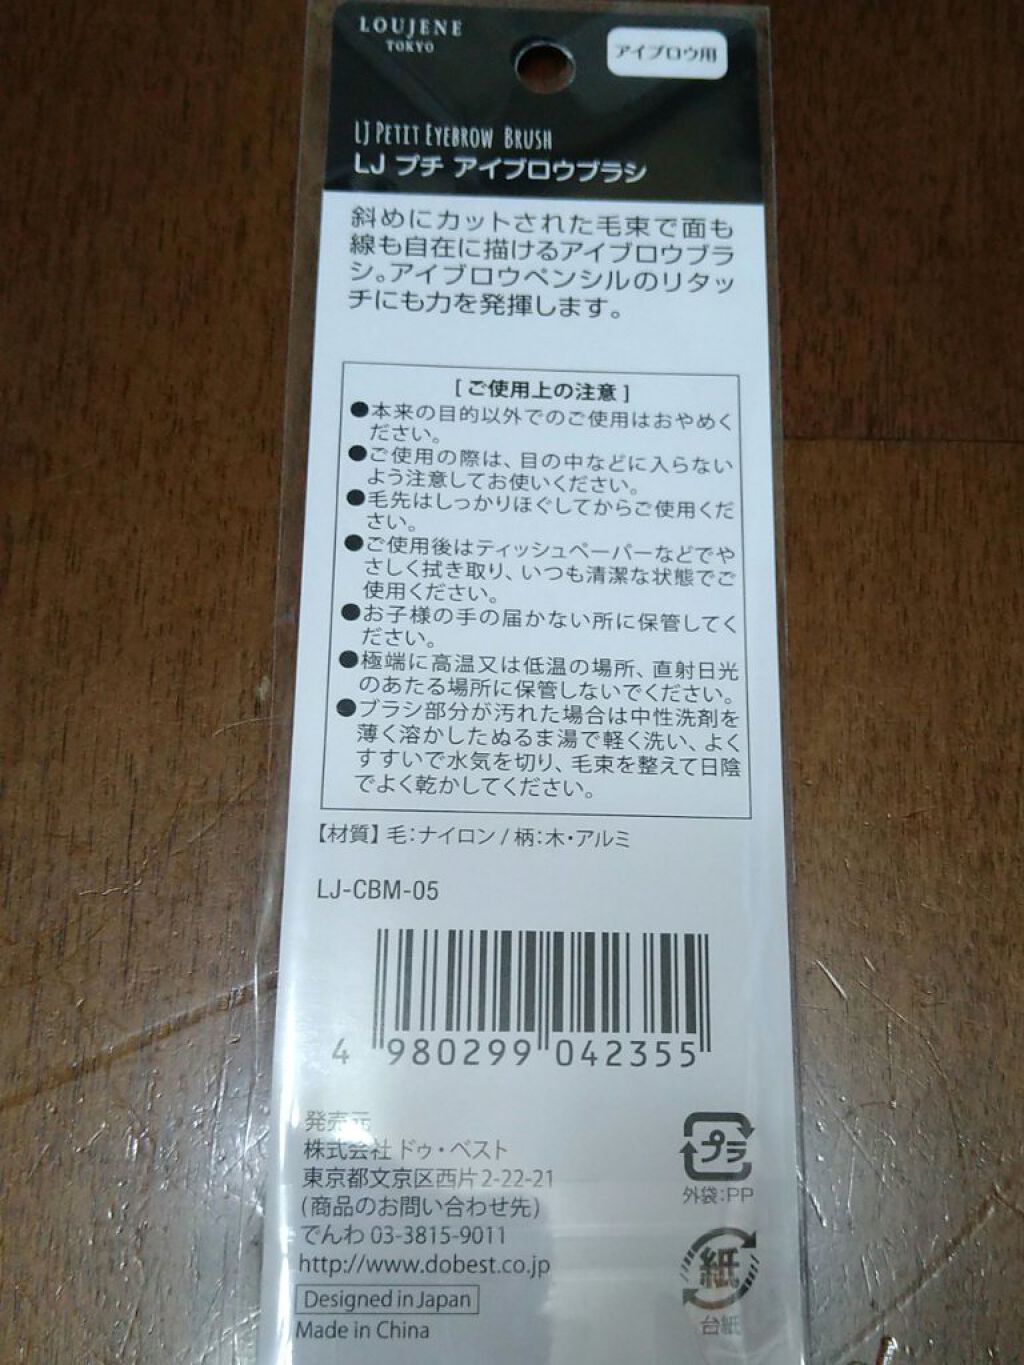 LOUJENE
TOKYO
アイブロウ用
LJ PETIT EYEBROW BRUSH
LJ プチ アイブロウブラシ
斜めにカットされた毛束で面も
線も自在に描けるアイブロウブラ
シ。アイブロウペンシルのリタッ
チにも力を発揮します。
[ご使用上の注意]
●本来の目的以外でのご使用はおやめく
ださい。
●ご使用の際は、目の中などに入らない
よう注意してお使いください。
●毛先はしっかりほぐしてからご使用くだ
さい。
●ご使用後はティッシュペーパーなどでや
さしく拭き取り、いつも清潔な状態でご
使用ください。
●お子様の手の届かない所に保管してく
ださい。
●極端に高温又は低温の場所、直射日光
のあたる場所に保管しないでください。
●ブラシ部分が汚れた場合は中性洗剤を
薄く溶かしたぬるま湯で軽く洗い、よく
すすいで水気を切り、毛束を整えて日陰
でよく乾かしてください。
【材質】毛:ナイロン/柄:木・アルミ
LJ-CBM-05
4 980299 042355
発売元
株式会社 ドゥ・ベスト
東京都文京区西片2-22-21
(商品のお問い合わせ先)
でんわ 03-3815-9011
http://www.dobest.co.jp
Designed in Japan
Made in China
プラ
外袋:PP
紙
台紙